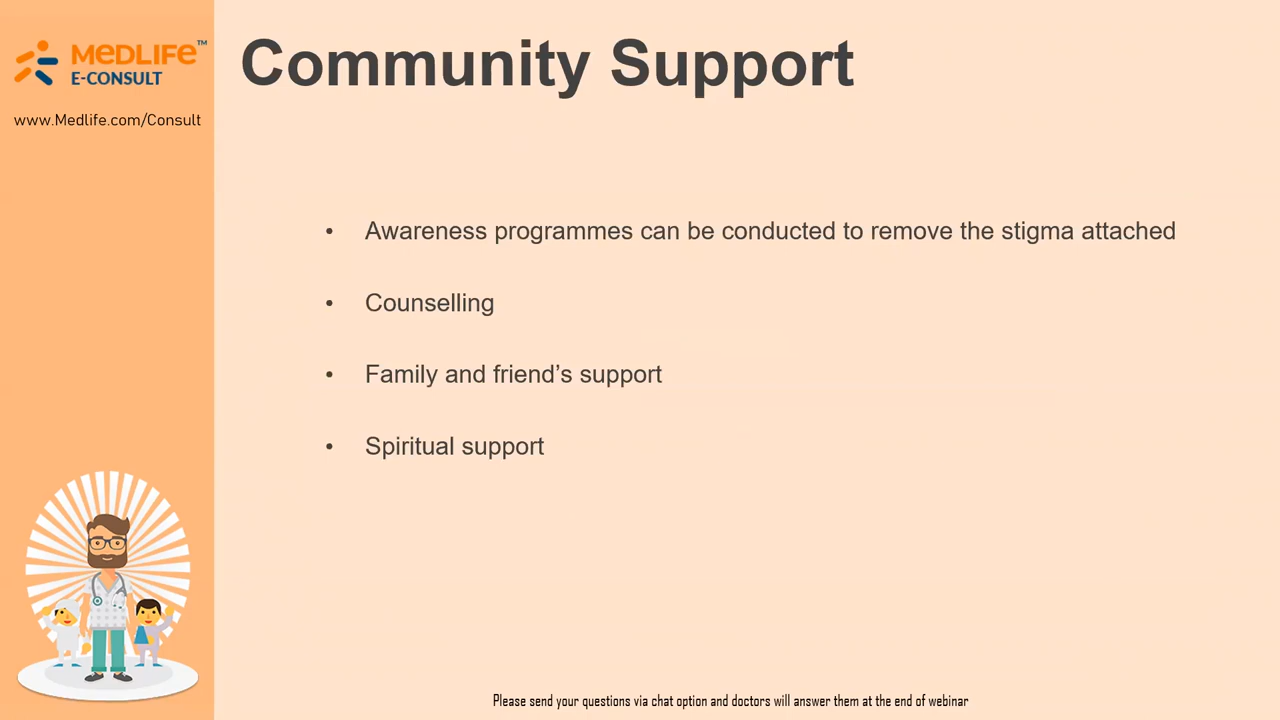 MEDLIFE™
E-CONSULT
www.Medlife.com/Consult
Community Support
• Awareness programmes can be conducted to remove the stigma attached
• Counselling
• Family and friend’s support
• Spiritual support
Please send your questions via chat option and doctors will answer them at the end of webinar